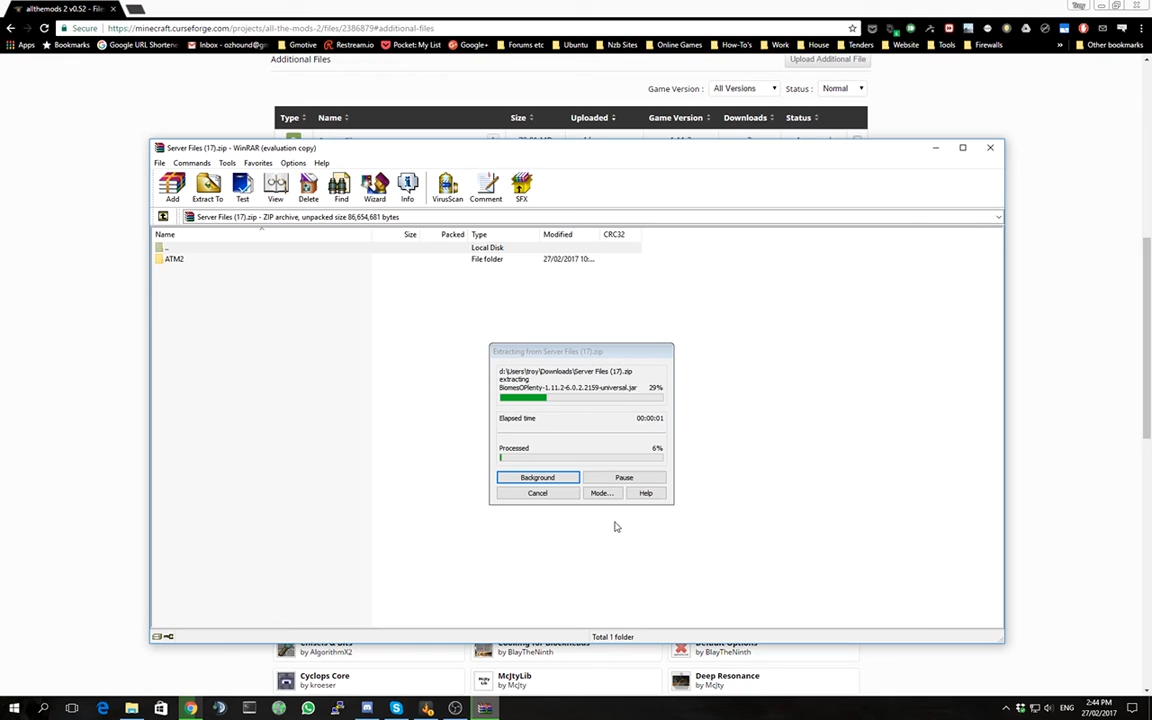 allthemods 2 v0.52 - File
Troy
Secure https://minecraft.curseforge.com/projects/all-the-mods-2/files/2386879#additional-files
Apps Bookmarks Google URL Shortene Inbox - ozhound@gm Gmotive Restream.io Pocket: My List Google+ Forums etc Ubuntu Nzb Sites Online Games How-To's Work House Tenders Website Tools Firewalls » Other bookmarks
Additional Files
Upload Additional File
Game Version : All Versions Status : Normal
Type Name Size Uploaded Game Version Downloads Status
Server Files (17).zip - WinRAR (evaluation copy)
File Commands Tools Favorites Options Help
Add Extract To Test View Delete Find Wizard Info VirusScan Comment SFX
Server Files (17).zip - ZIP archive, unpacked size 86,654,681 bytes
Name Size Packed Type Modified CRC32
.. Local Disk
ATM2 File folder 27/02/2017 10:...
Extracting from Server Files (17).zip
d:\Users\troy\Downloads\Server Files (17).zip
extracting
BiomesOPlenty-1.11.2-6.0.2.2159-universal.jar 29%
Elapsed time 00:00:01
Processed 6%
Background Pause
Cancel Mode... Help
Total 1 folder
by AlgorithmX2 by BlayTheNinth by BlayTheNinth
Cyclops Core McJtyLib Deep Resonance
by kroeser by McJty by McJty
ENG
2:44 PM
27/02/2017